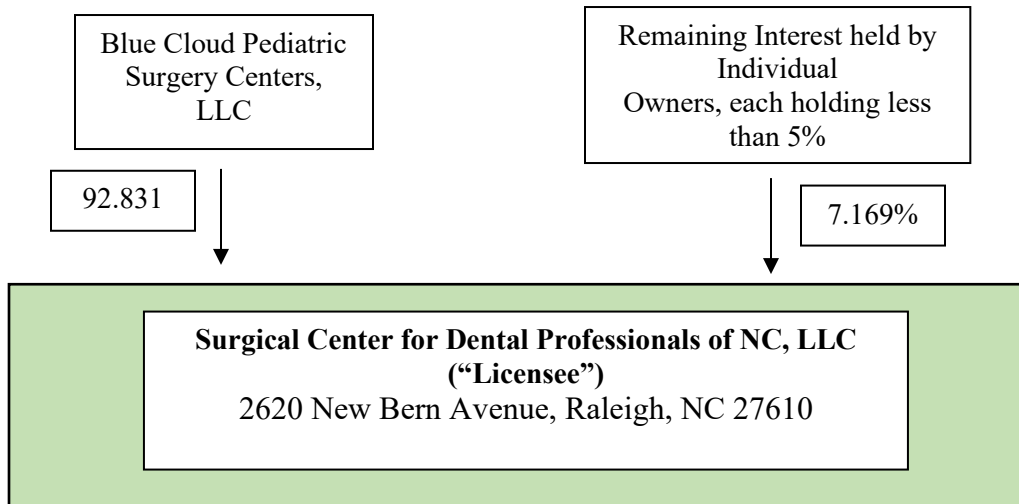 Blue Cloud Pediatric
Surgery Centers,
LLC
Remaining Interest held by
Individual
Owners, each holding less
than 5%
92.831
7.169%
Surgical Center for Dental Professionals of NC, LLC
(“Licensee”)
2620 New Bern Avenue, Raleigh, NC 27610